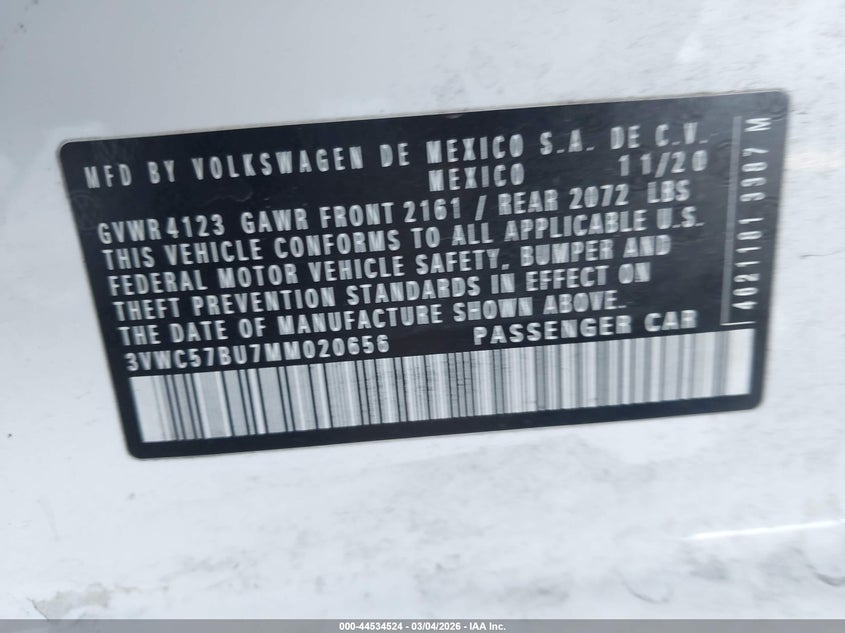 MFD BY VOLKSWAGEN DE MEXICO S.A. DE C.V.
MEXICO 11/20
GVWR 4123 GAWR FRONT 2161 / REAR 2072 LBS
THIS VEHICLE CONFORMS TO ALL APPLICABLE U.S.
FEDERAL MOTOR VEHICLE SAFETY, BUMPER AND
THEFT PREVENTION STANDARDS IN EFFECT ON
THE DATE OF MANUFACTURE SHOWN ABOVE.
3VWC57BU7MM020656 PASSENGER CAR
4021101 3307 M
000-44534524 | 03/04/2026 – IAA Inc.